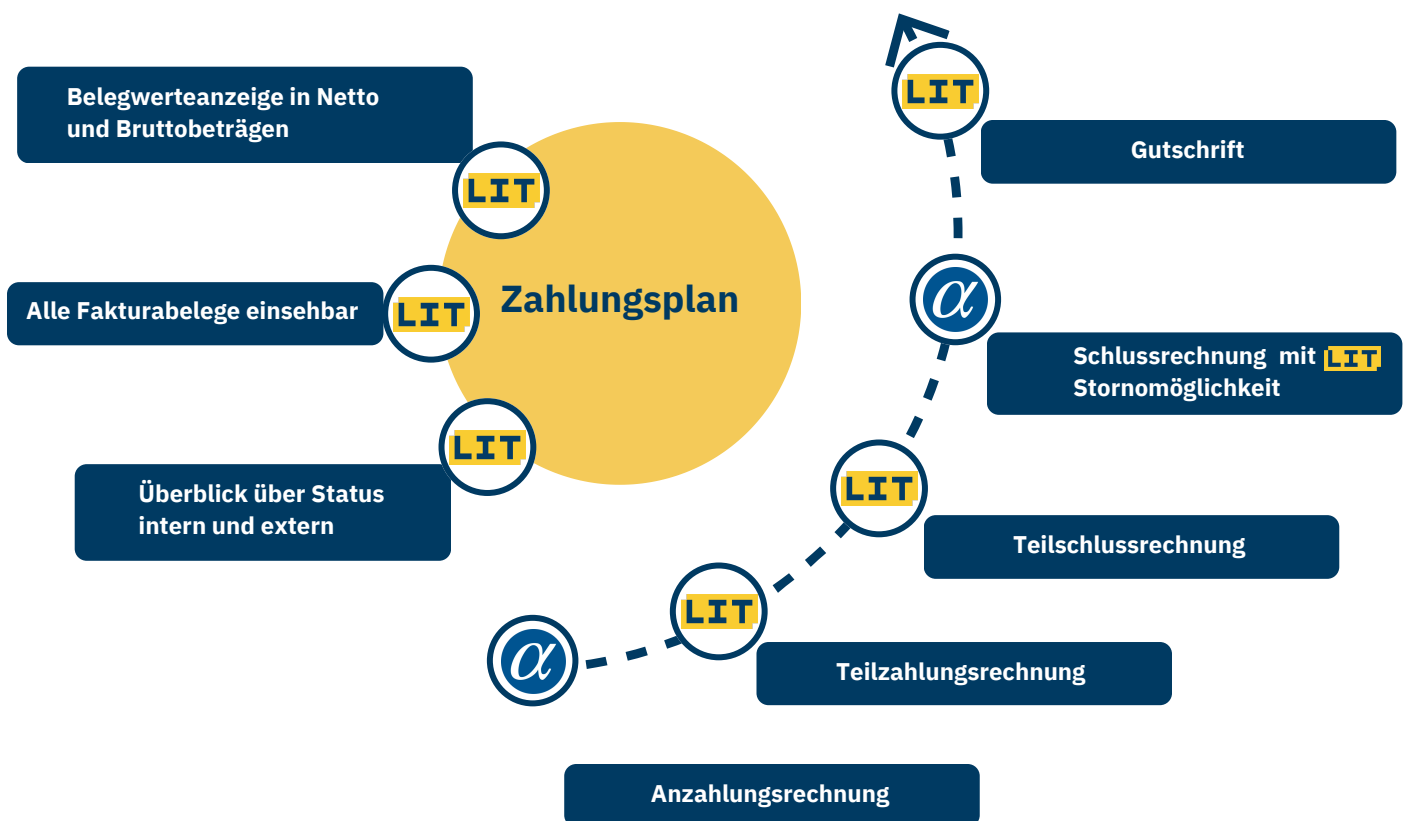 Belegwerteanzeige in Netto
und Bruttobeträgen
LIT
Alle Fakturabelege einsehbar
LIT
Zahlungsplan
LIT
Überblick über Status
intern und extern
LIT
Gutschrift
α
Schlussrechnung mit LIT
Stornomöglichkeit
LIT
Teilschlussrechnung
LIT
Teilzahlungsrechnung
α
Anzahlungsrechnung